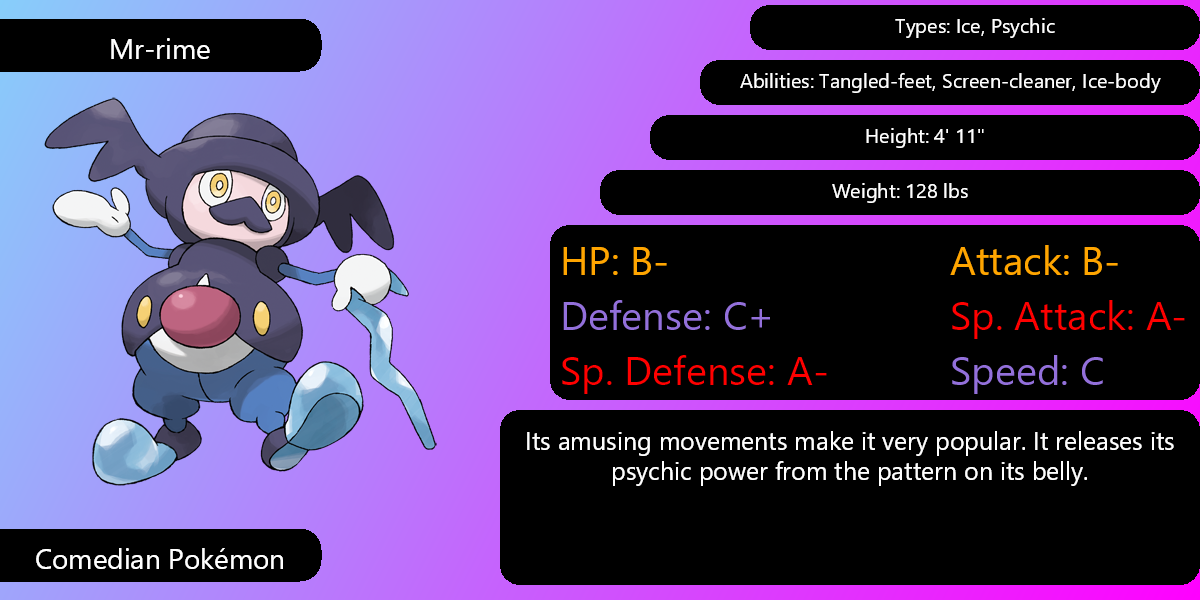 Mr-rime
Types: Ice, Psychic
Abilities: Tangled-feet, Screen-cleaner, Ice-body
Height: 4' 11"
Weight: 128 lbs
HP: B-
Attack: B-
Defense: C+
Sp. Attack: A-
Sp. Defense: A-
Speed: C
Its amusing movements make it very popular. It releases its
psychic power from the pattern on its belly.
Comedian Pokémon